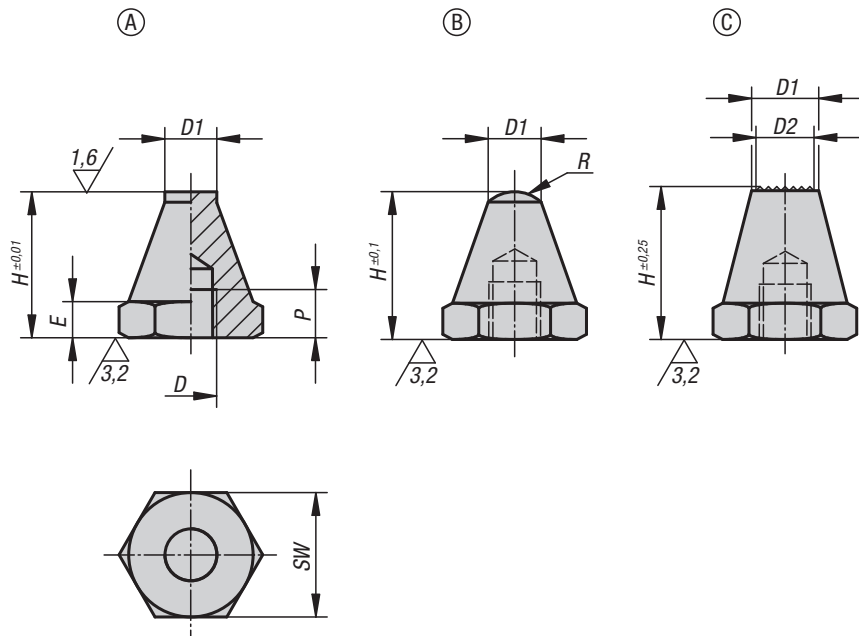 A
B
C
D1
D1
D1
D2
R
1,6
H ±0,01
E
P
D
3,2
H ±0,1
3,2
H ±0,25
3,2
SW